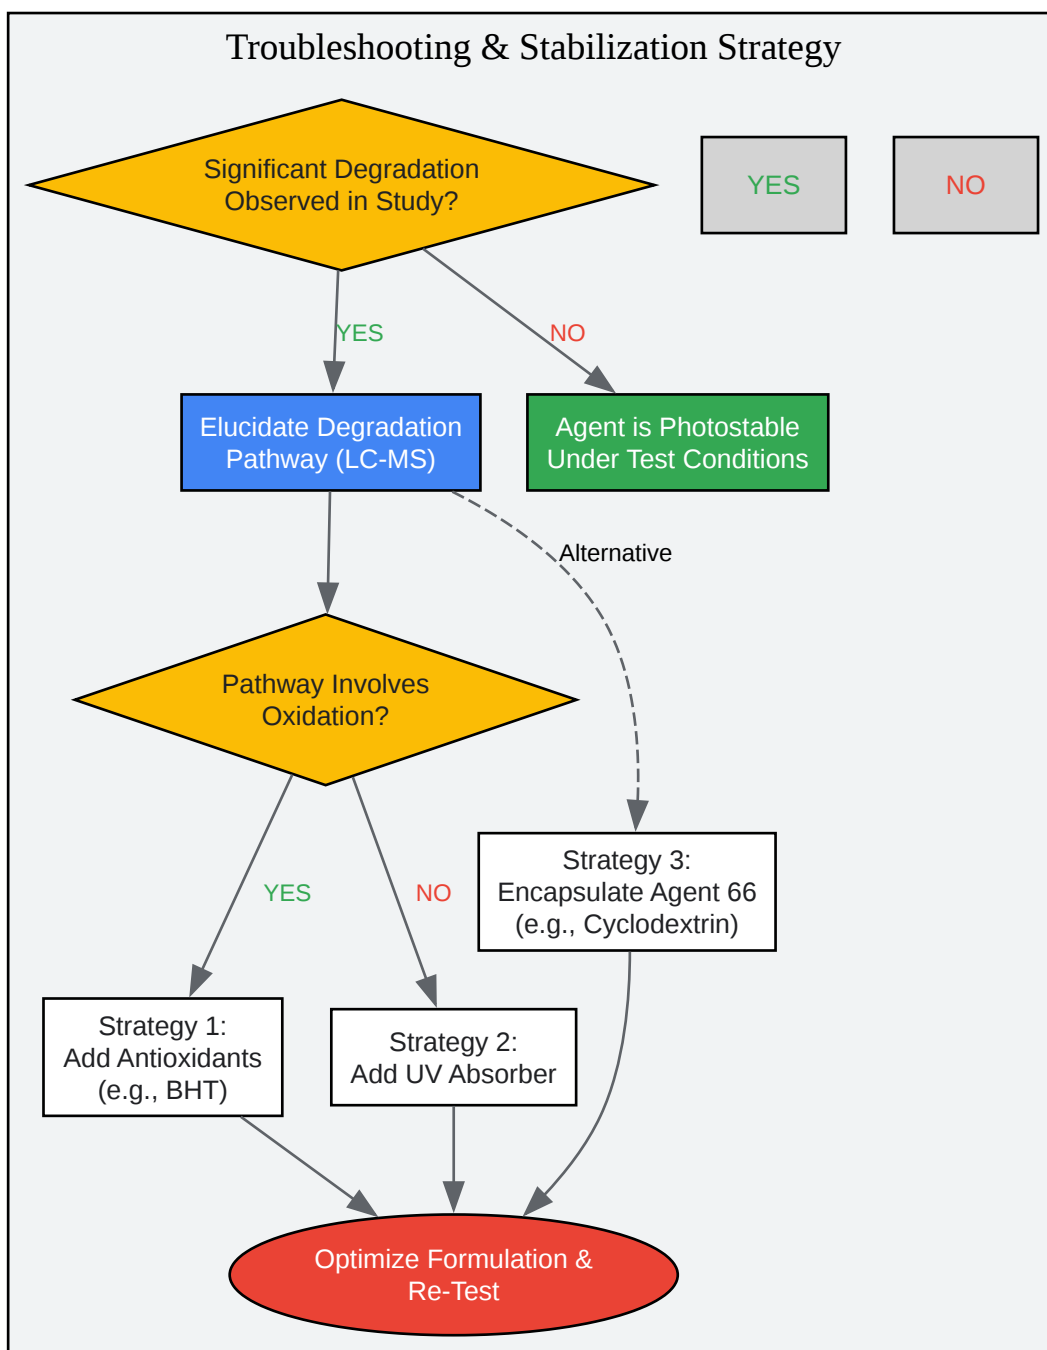 Troubleshooting & Stabilization Strategy
Significant Degradation
Observed in Study?
YES
NO
YES
NO
Elucidate Degradation
Pathway (LC-MS)
Agent is Photostable
Under Test Conditions
Alternative
Pathway Involves
Oxidation?
YES
NO
Strategy 3:
Encapsulate Agent 66
(e.g., Cyclodextrin)
Strategy 1:
Add Antioxidants
(e.g., BHT)
Strategy 2:
Add UV Absorber
Optimize Formulation &
Re-Test